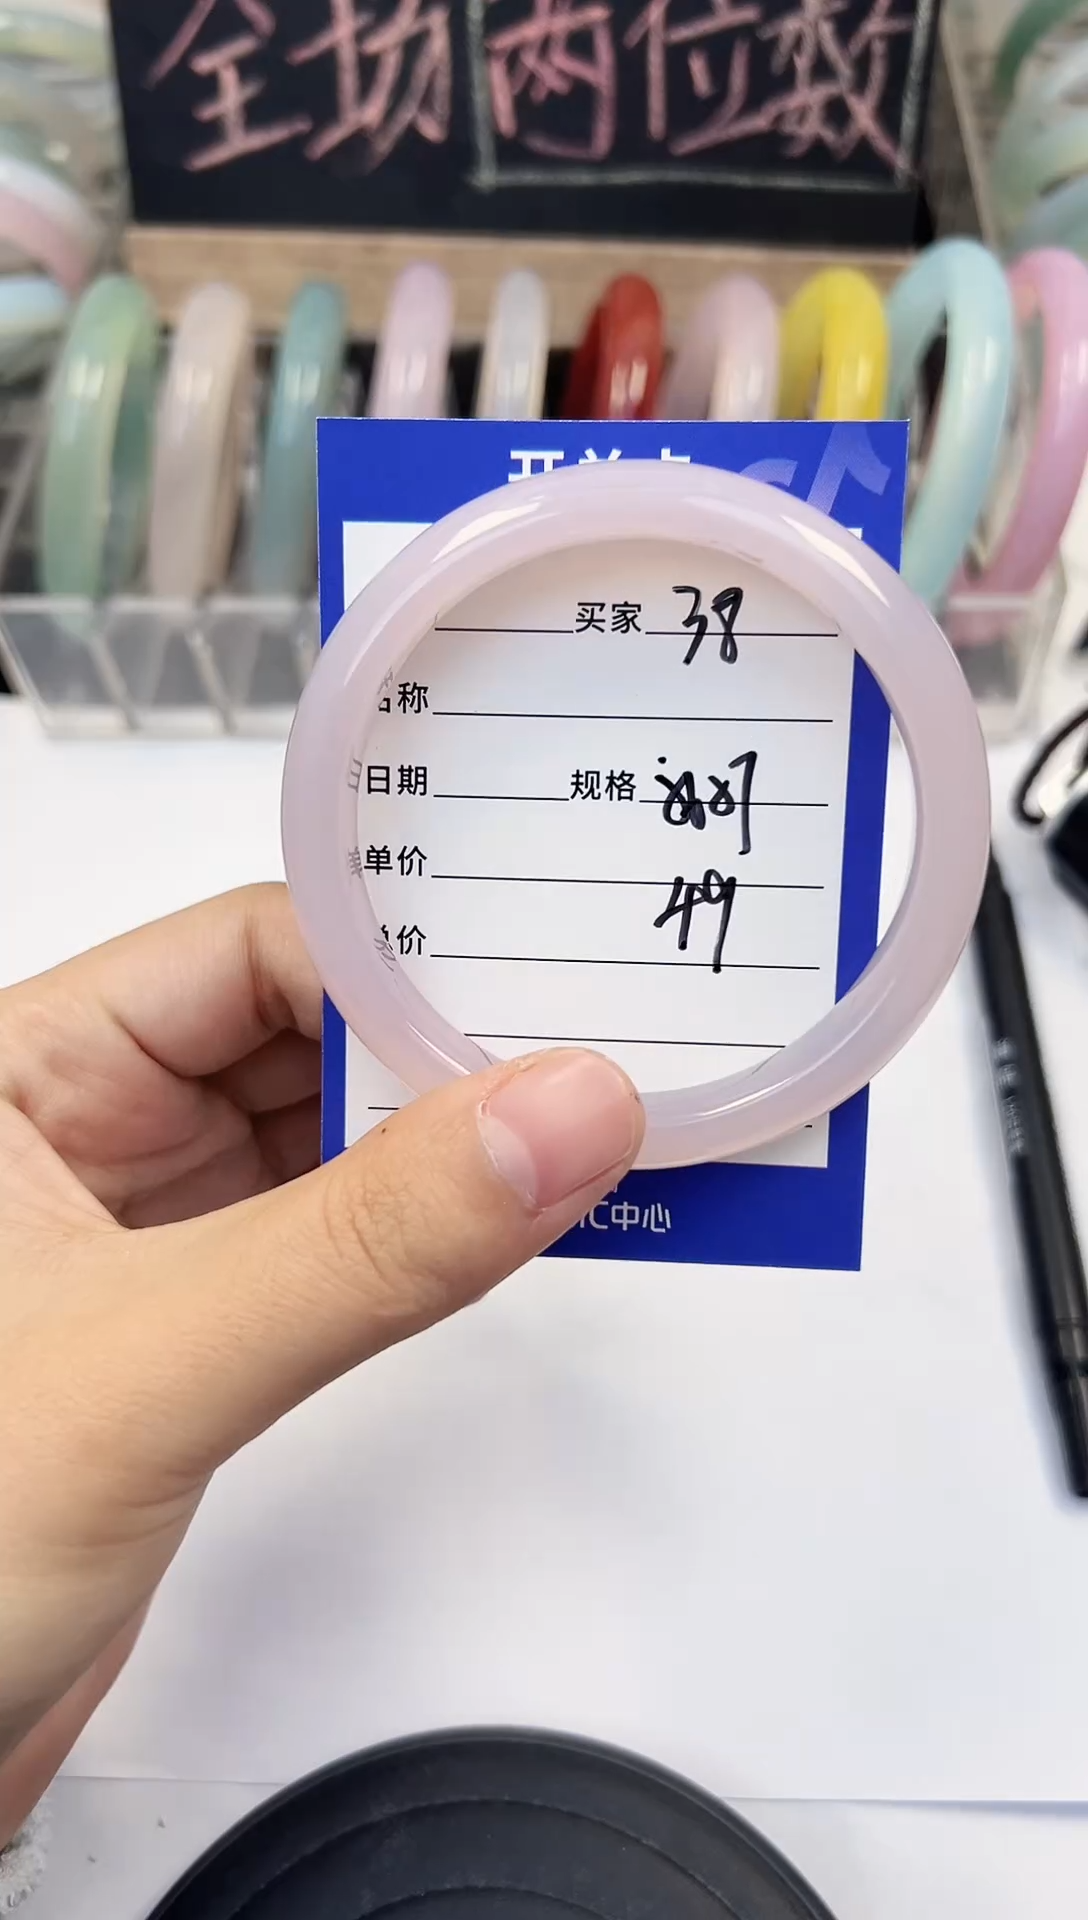 全场两位数
买家 38
名称
日期 规格
单价
价 49
中心